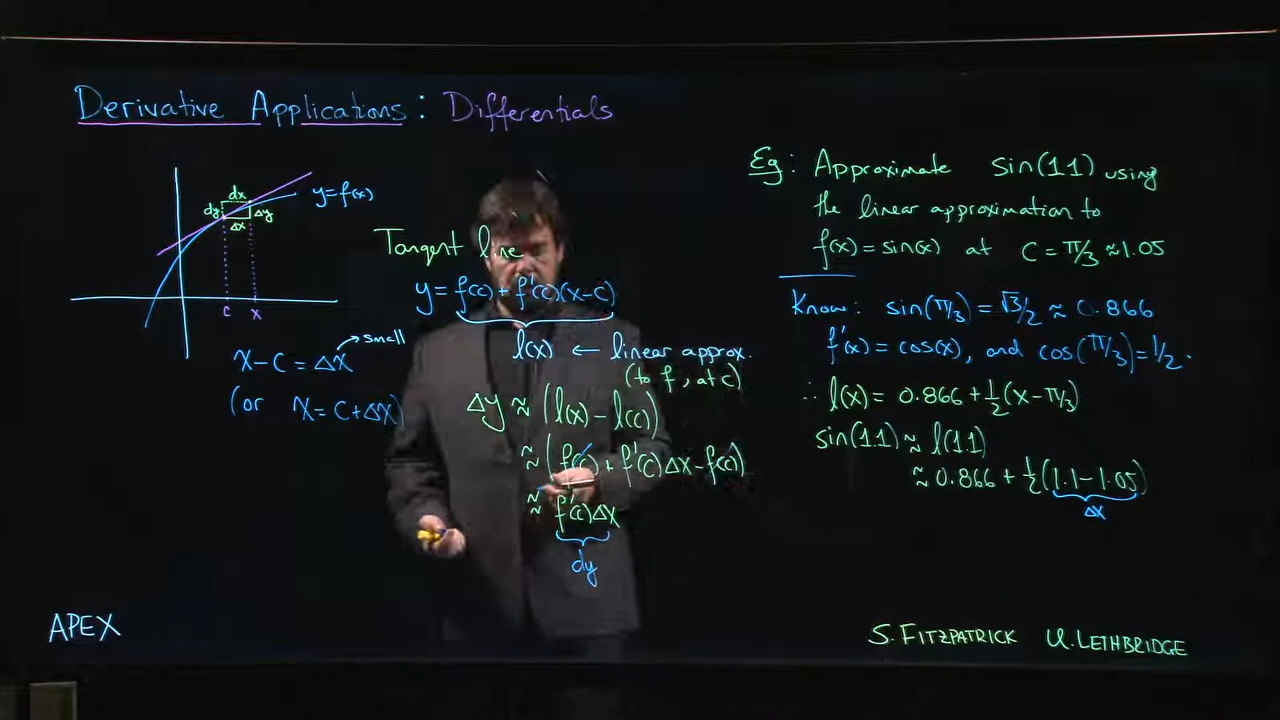 Derivative Applications: Differentials
dx
dy
Δy
Δx
y=f(x)
c x
x-c = Δx → small
(or x = c+Δx)
Tangent line
y= f(c) + f'(c)(x-c)
l(x) ← linear approx.
(to f, at c)
Δy ≈ (l(x) - l(c))
≈ (f(c) + f'(c)Δx - f(c))
≈ f'(c)Δx
dy
Eg: Approximate sin(1.1) using
the linear approximation to
f(x) = sin(x) at c = π/3 ≈ 1.05
Know: sin(π/3) = √3/2 ≈ 0.866
f'(x) = cos(x), and cos(π/3) = 1/2.
∴ l(x) = 0.866 + 1/2(x - π/3)
sin(1.1) ≈ l(1.1)
≈ 0.866 + 1/2(1.1 - 1.05)
Δx
APEX
S. FITZPATRICK U. LETHBRIDGE